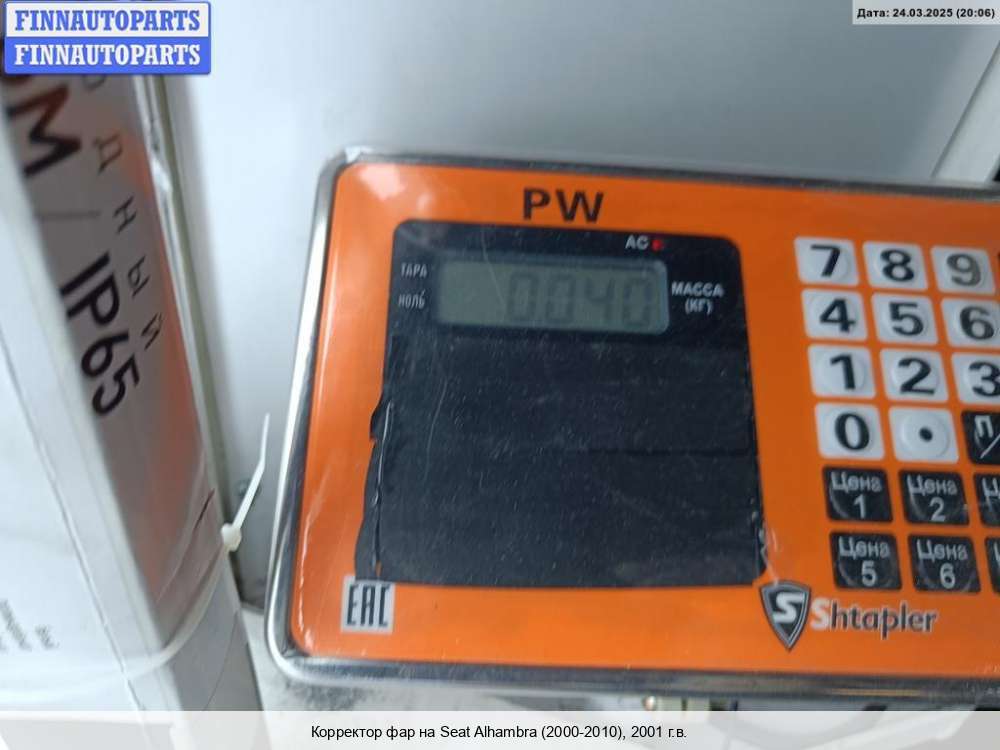 FINNAUTOPARTS
FINNAUTOPARTS
Дата: 24.03.2025 (20:06)
IP65
PW
AC
ТАРА
НОЛЬ
0040
МАССА
(КГ)
7 8 9
4 5 6
1 2 3
0 •
Цена 1
Цена 2
Цена 5
Цена 6
EAC
Shtapler
Корректор фар на Seat Alhambra (2000-2010), 2001 г.в.